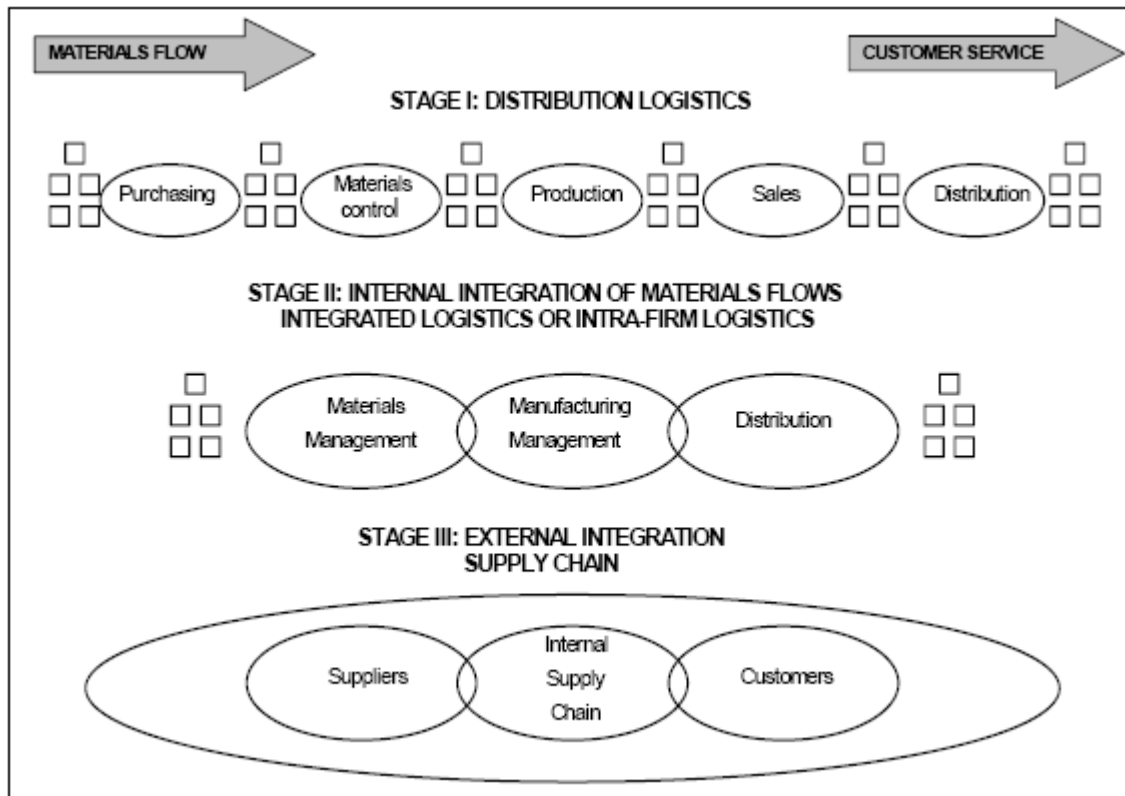 MATERIALS FLOW
CUSTOMER SERVICE
STAGE I: DISTRIBUTION LOGISTICS
Purchasing
Materials
control
Production
Sales
Distribution
STAGE II: INTERNAL INTEGRATION OF MATERIALS FLOWS
INTEGRATED LOGISTICS OR INTRA-FIRM LOGISTICS
Materials
Management
Manufacturing
Management
Distribution
STAGE III: EXTERNAL INTEGRATION
SUPPLY CHAIN
Suppliers
Internal
Supply
Chain
Customers